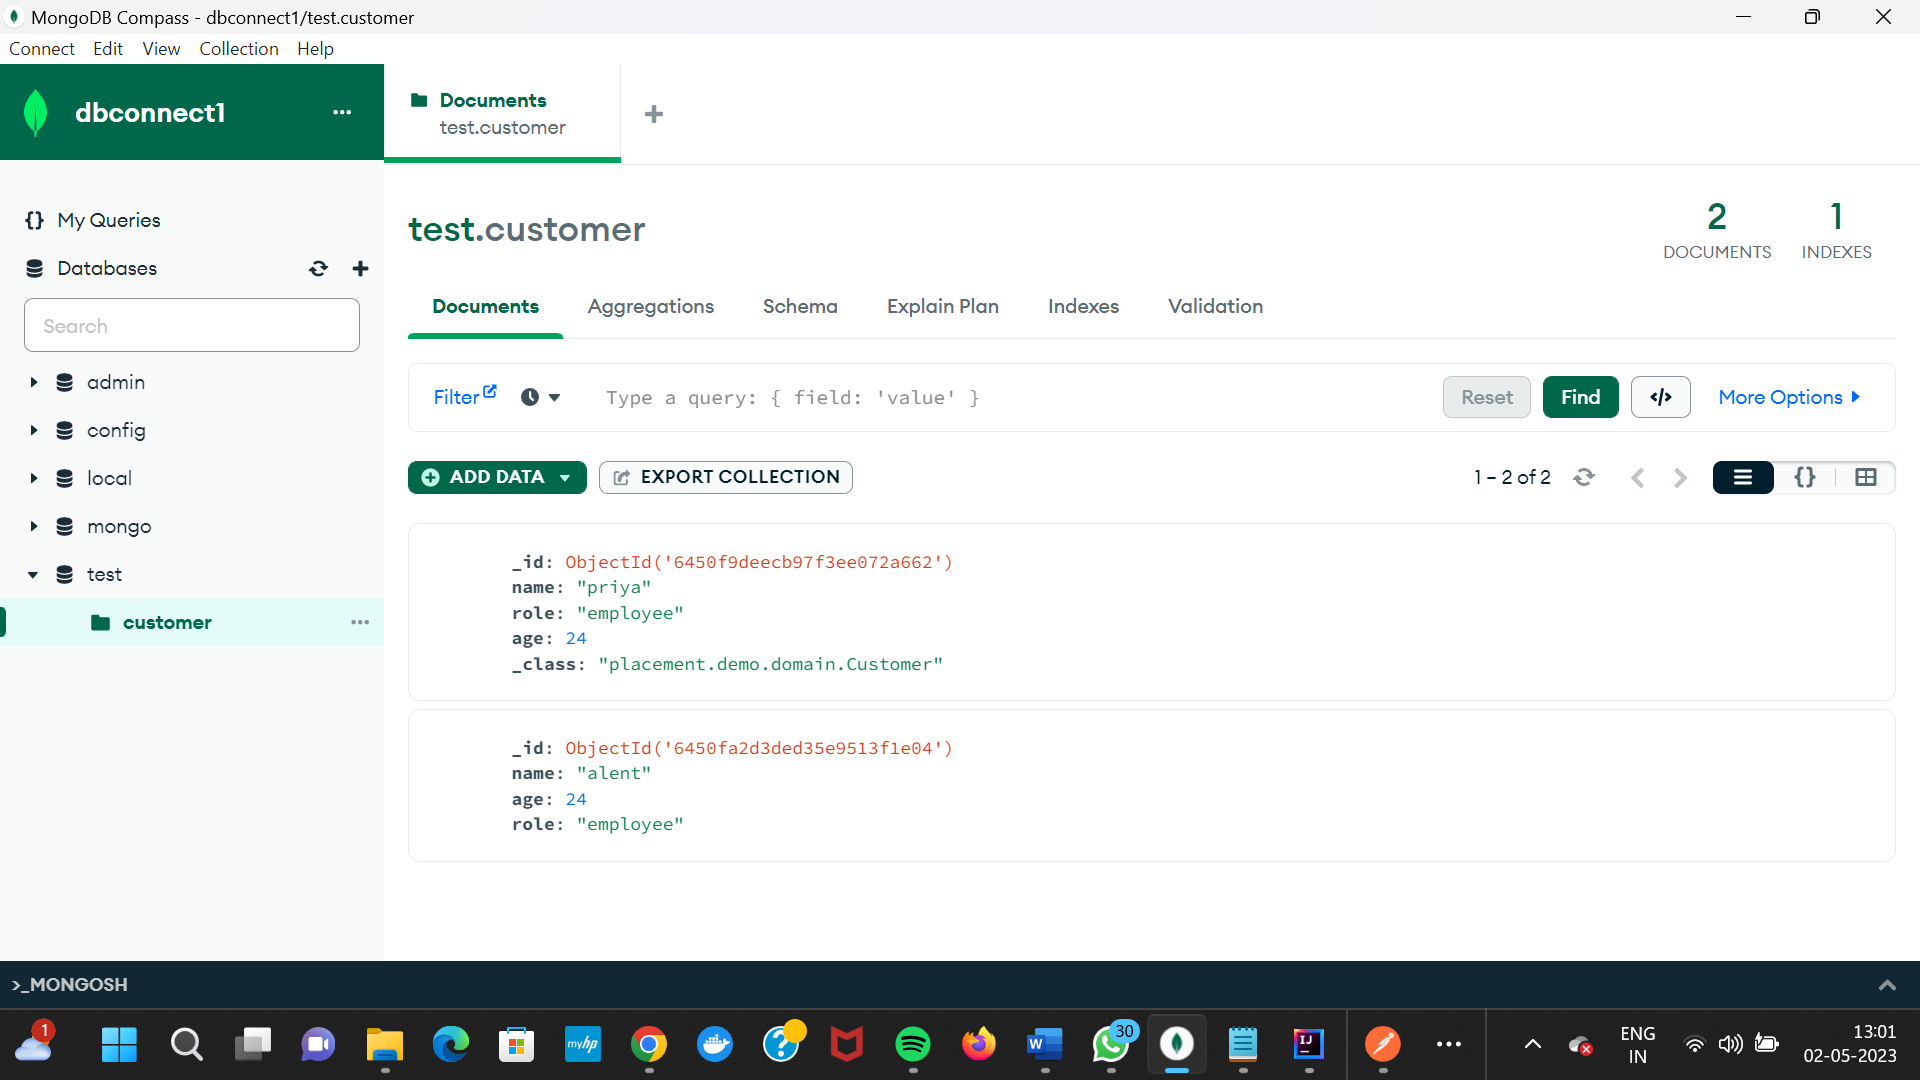 MongoDB Compass - dbconnect1/test.customer
Connect Edit View Collection Help
dbconnect1
Documents
test.customer
{} My Queries
Databases
Search
admin
config
local
mongo
test
customer
test.customer
2
DOCUMENTS
1
INDEXES
Documents Aggregations Schema Explain Plan Indexes Validation
Filter Type a query: { field: 'value' } Reset Find </> More Options
ADD DATA EXPORT COLLECTION 1 – 2 of 2 {}
_id: ObjectId('6450f9deecb97f3ee072a662')
name: "priya"
role: "employee"
age: 24
_class: "placement.demo.domain.Customer"
_id: ObjectId('6450fa2d3ded35e9513f1e04')
name: "alent"
age: 24
role: "employee"
>_MONGOSH
1
myhp
?
W
30
IJ
ENG
IN
13:01
02-05-2023